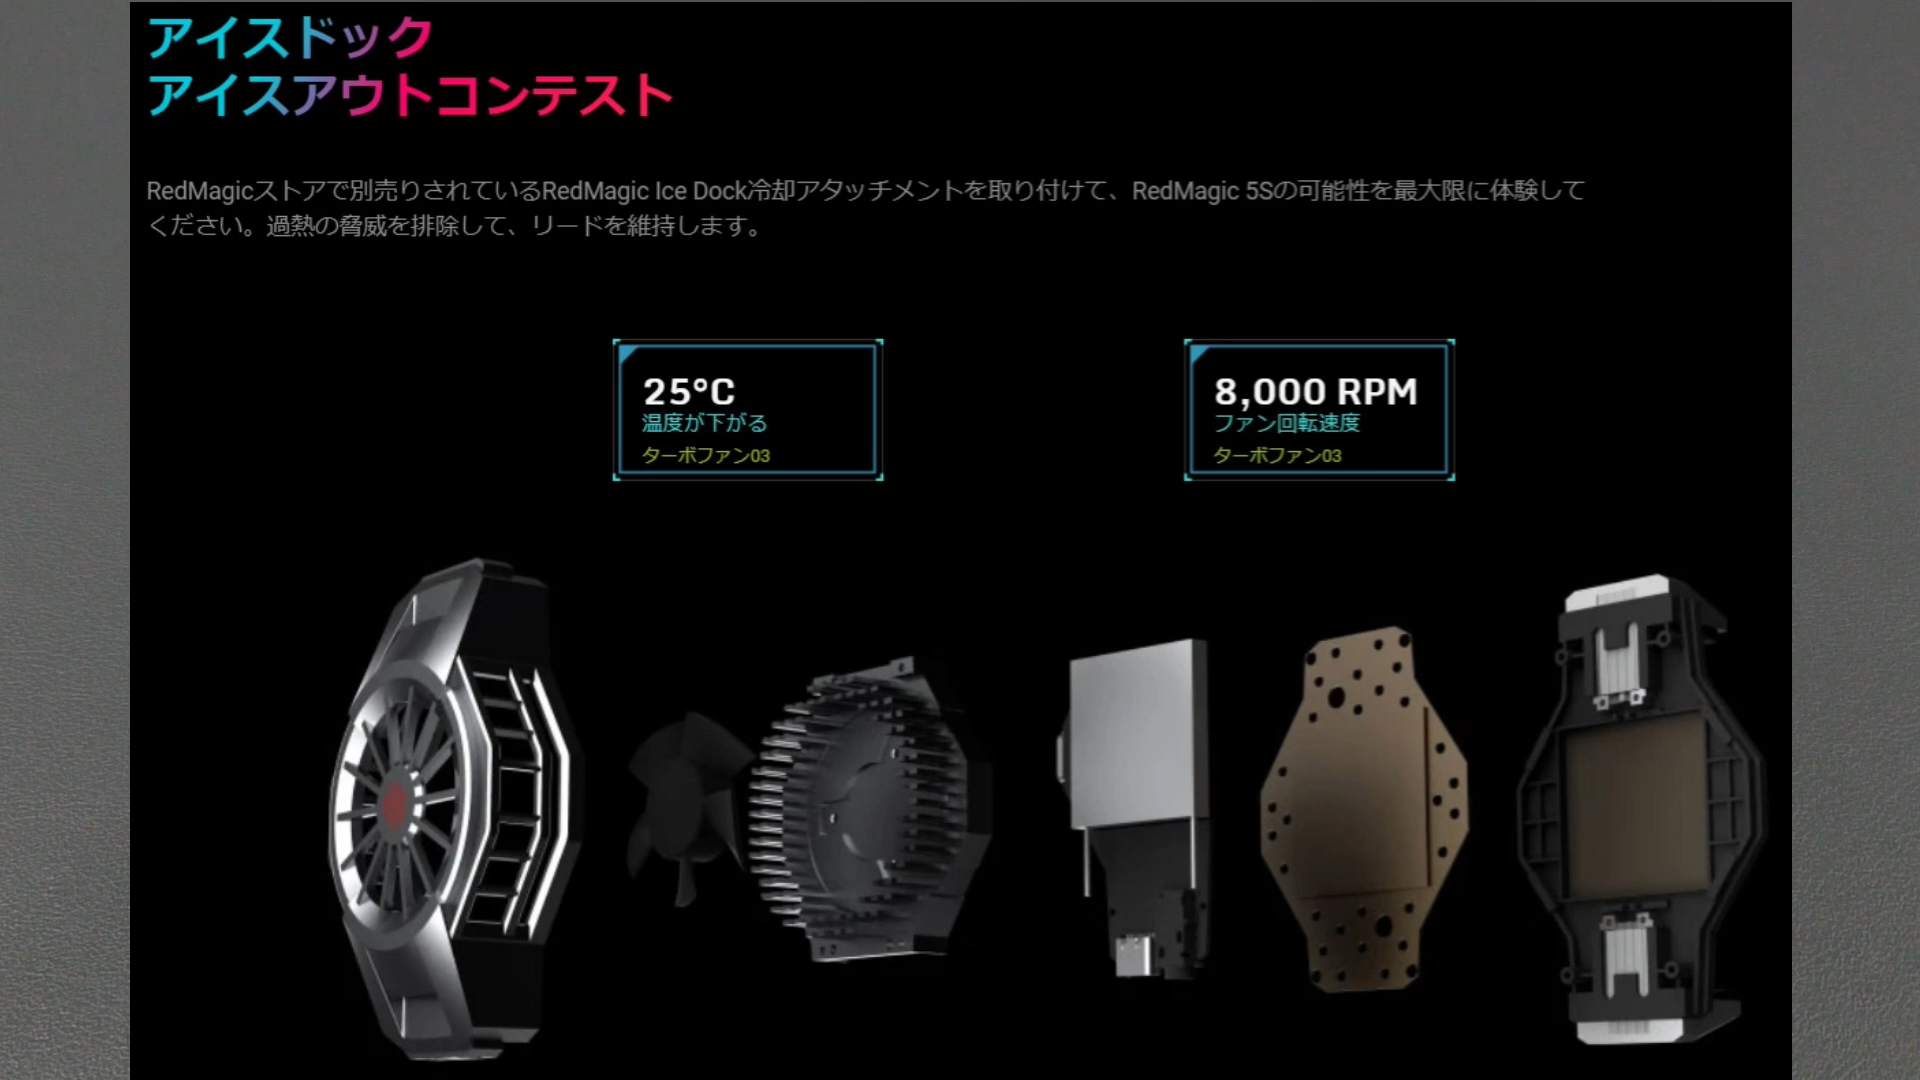 アイスドック
アイスアウトコンテスト
RedMagicストアで別売りされているRedMagic Ice Dock冷却アタッチメントを取り付けて、RedMagic 5Sの可能性を最大限に体験して
ください。過熱の脅威を排除して、リードを維持します。
25°C
温度が下がる
ターボファン03
8,000 RPM
ファン回転速度
ターボファン03